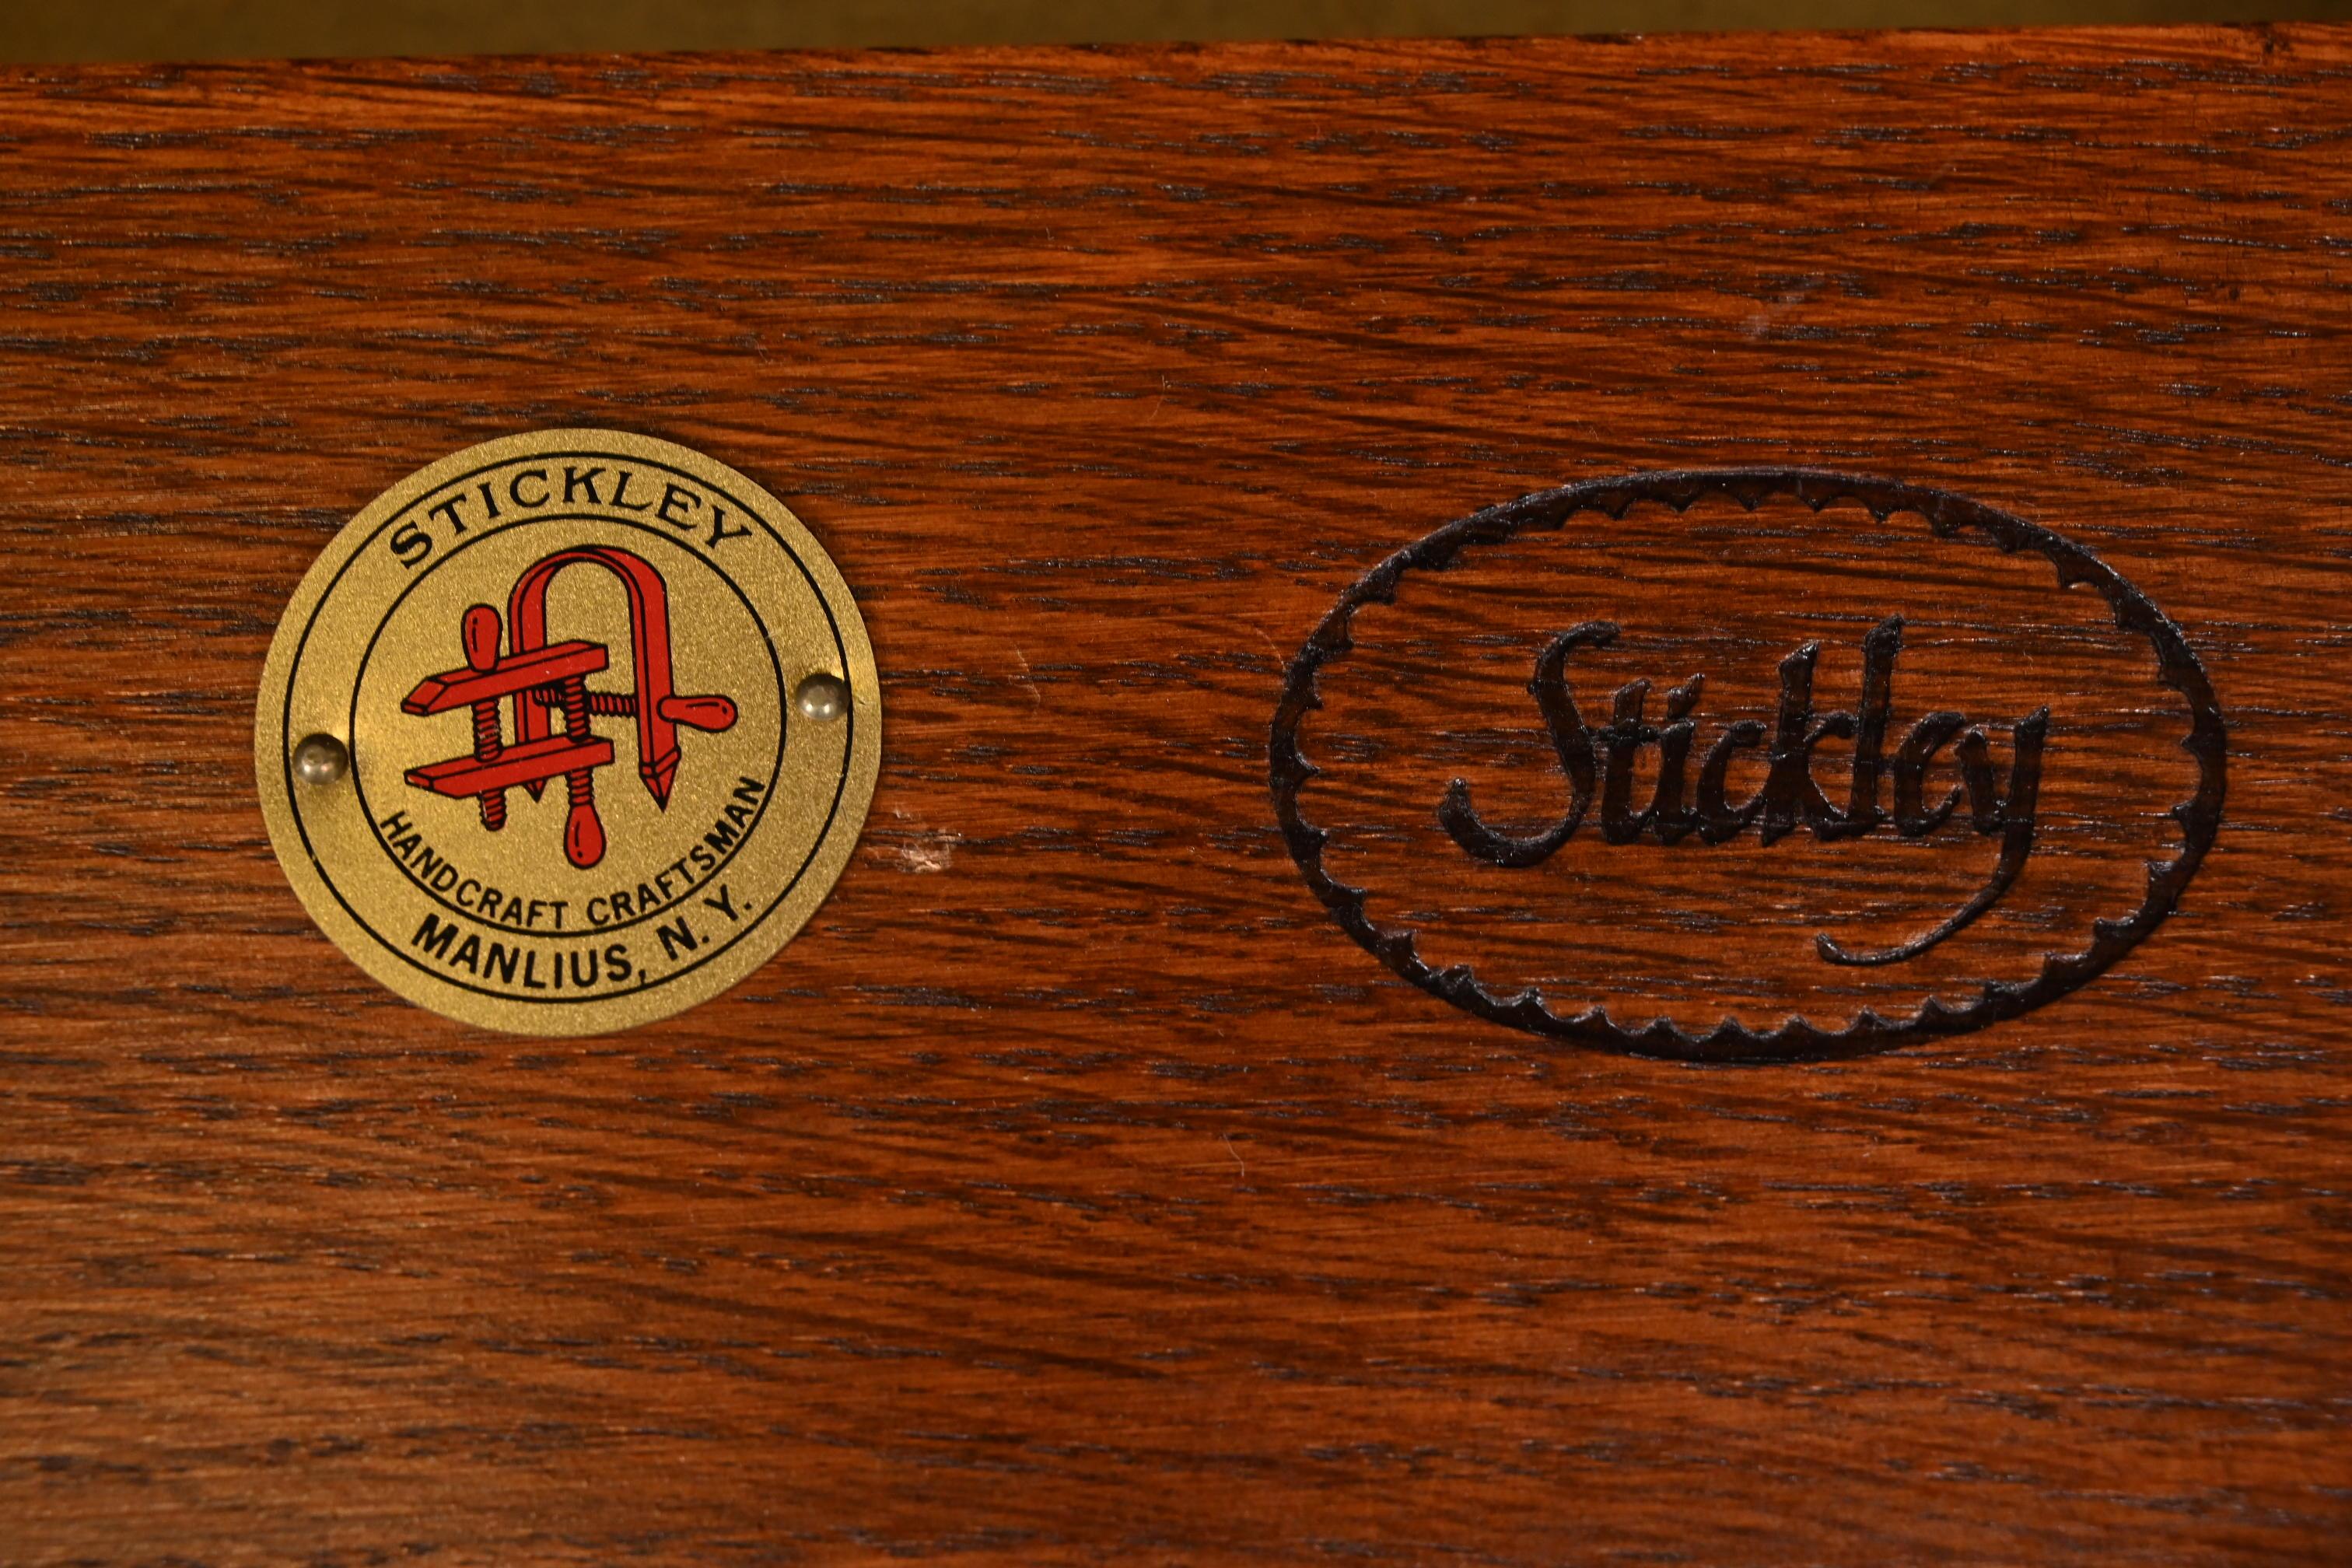 STICKLEY
HANDCRAFT CRAFTSMAN
MANLIUS, N. Y.
Stickley